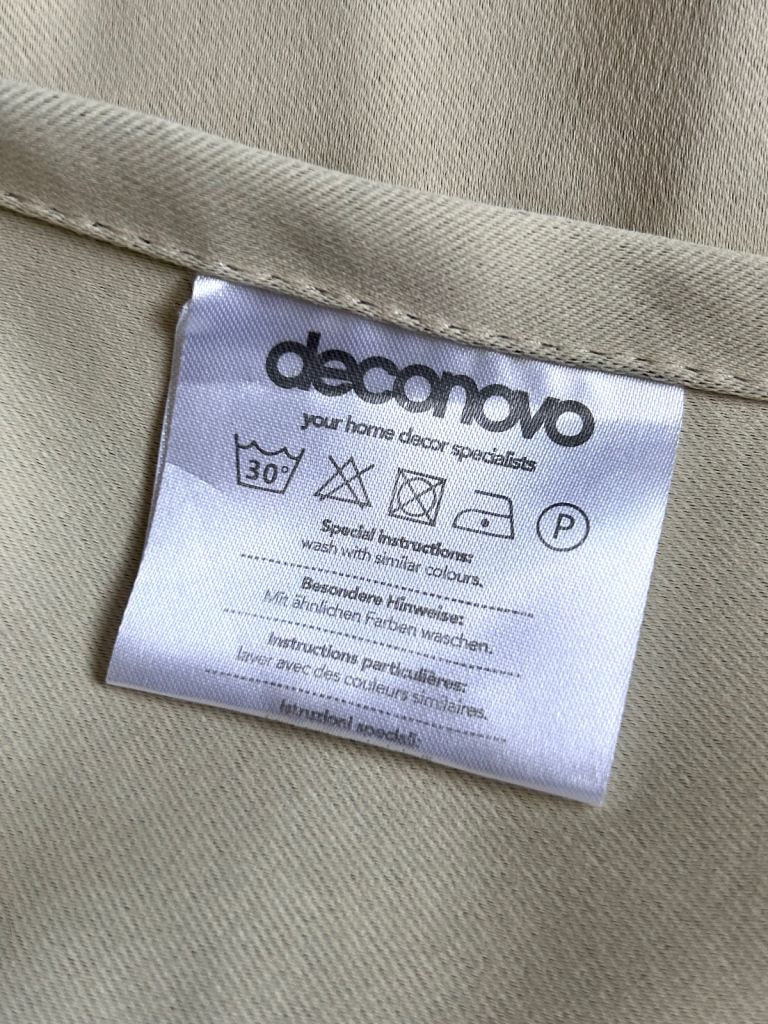 deconovo
your home decor specialists
30° P
Special instructions:
wash with similar colours.
Besondere Hinweise:
Mit ähnlichen Farben waschen.
Instructions particulières:
laver avec des couleurs similaires.
Istruzioni speciali: